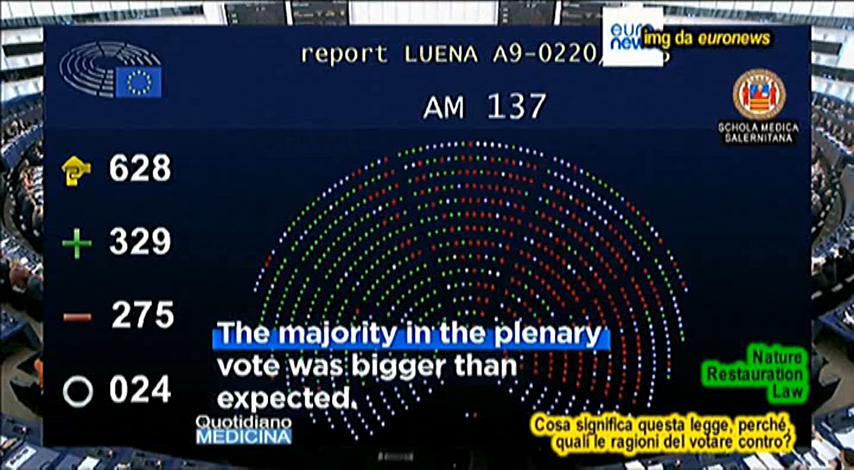 euro
news
img da euronews
report LUENA A9-0220/
AM 137
SCHOLA MEDICA
SALERNITANA
628
329
275
024
The majority in the plenary
vote was bigger than
expected.
Nature
Restauration
Law
Quotidiano
MEDICINA
Cosa significa questa legge, perché,
quali le ragioni del votare contro?